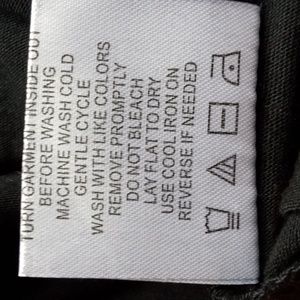 TURN GARMENT INSIDE OUT
BEFORE WASHING
MACHINE WASH COLD
GENTLE CYCLE
WASH WITH LIKE COLORS
REMOVE PROMPTLY
DO NOT BLEACH
LAY FLAT TO DRY
USE COOL IRON ON
REVERSE IF NEEDED